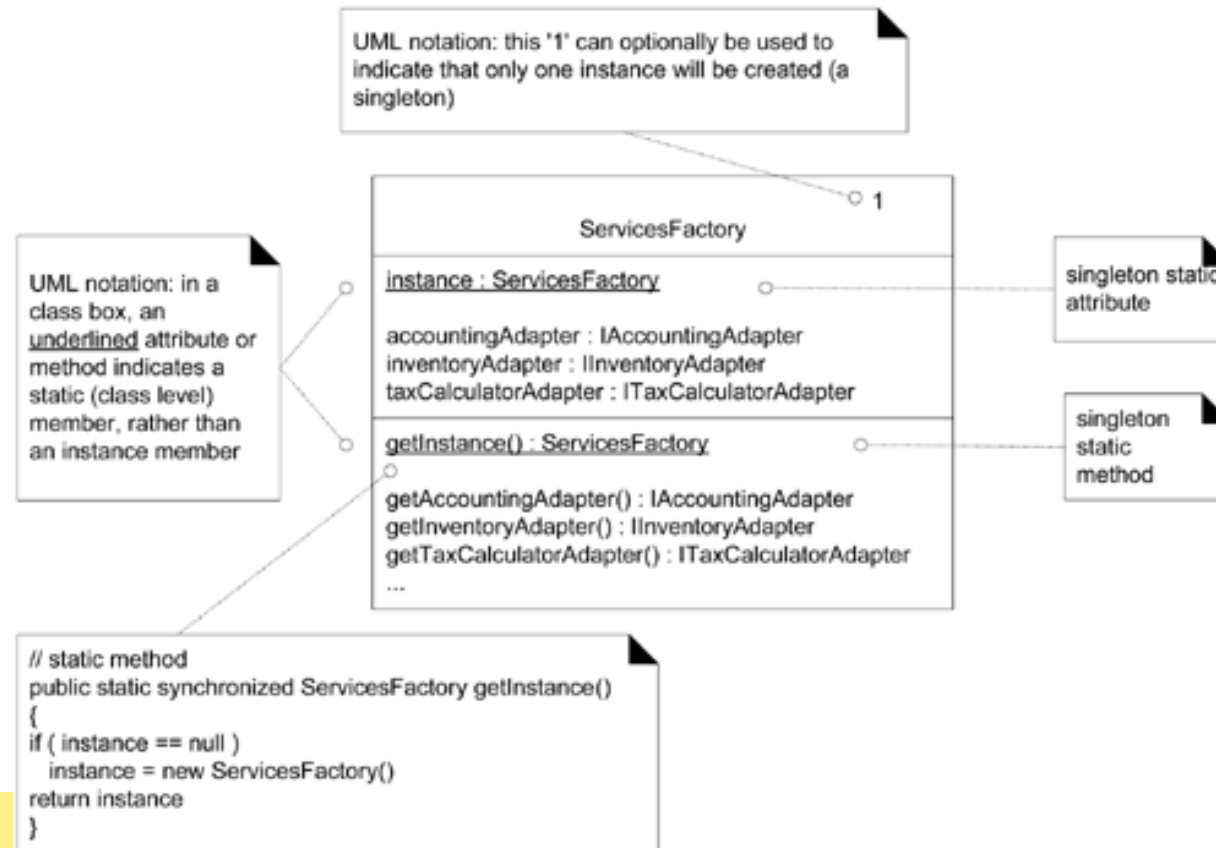 UML notation: this '1' can optionally be used to
indicate that only one instance will be created (a
singleton)
1
ServicesFactory
UML notation: in a
class box, an
underlined attribute or
method indicates a
static (class level)
member, rather than
an instance member
instance : ServicesFactory
accountingAdapter : IAccountingAdapter
inventoryAdapter : IInventoryAdapter
taxCalculatorAdapter : ITaxCalculatorAdapter
singleton static
attribute
getInstance() : ServicesFactory
getAccountingAdapter() : IAccountingAdapter
getInventoryAdapter() : IInventoryAdapter
getTaxCalculatorAdapter() : ITaxCalculatorAdapter
...
singleton
static
method
// static method
public static synchronized ServicesFactory getInstance()
{
if ( instance == null )
instance = new ServicesFactory()
return instance
}